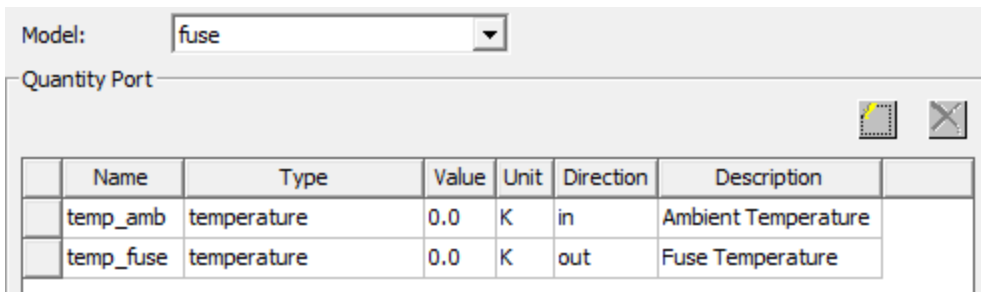 Model: fuse
Quantity Port
Name Type Value Unit Direction Description
temp_amb temperature 0.0 K in Ambient Temperature
temp_fuse temperature 0.0 K out Fuse Temperature